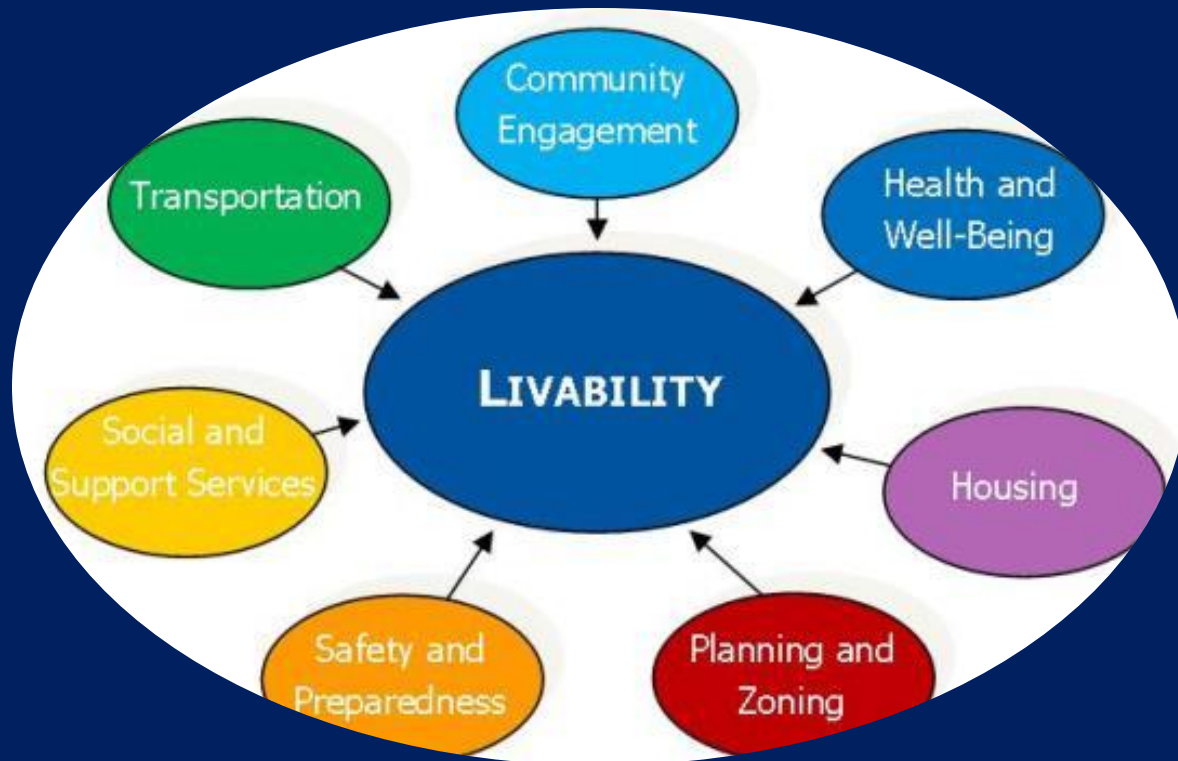 Community
Engagement
Transportation
Health and
Well-Being
LIVABILITY
Social and
Support Services
Housing
Safety and
Preparedness
Planning and
Zoning